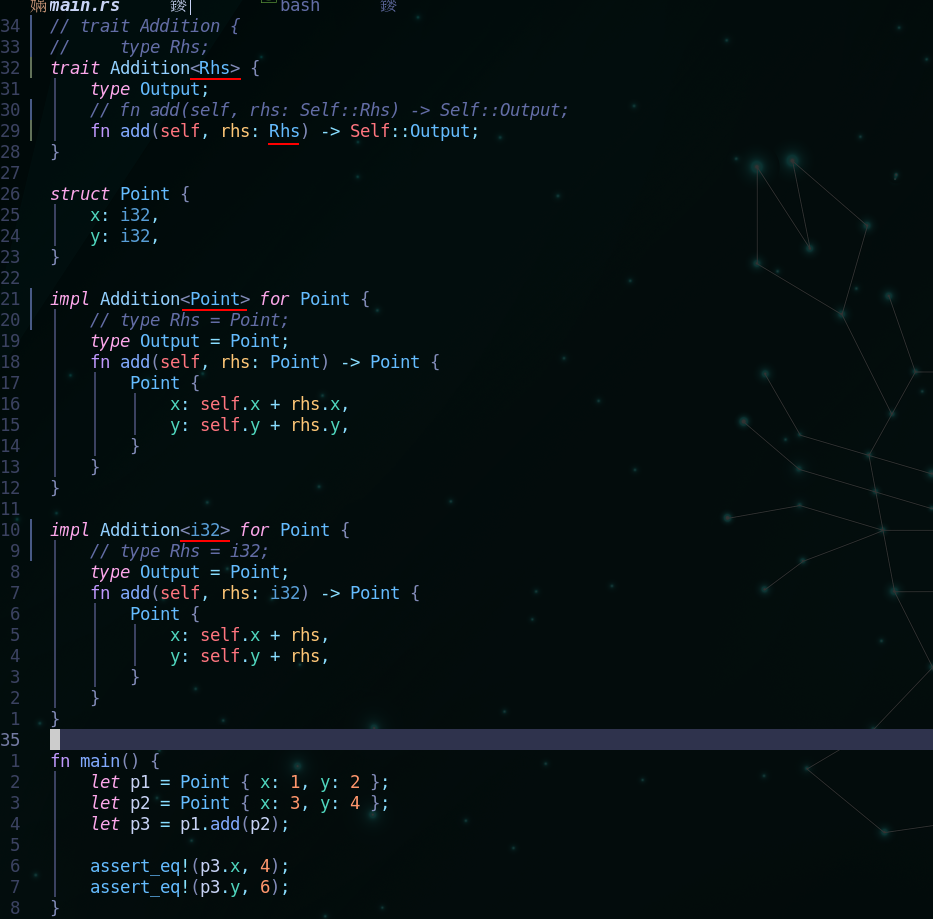 main.rs bash
34 // trait Addition {
33 //     type Rhs;
32 trait Addition<Rhs> {
31     type Output;
30     // fn add(self, rhs: Self::Rhs) -> Self::Output;
29     fn add(self, rhs: Rhs) -> Self::Output;
28 }
27
26 struct Point {
25     x: i32,
24     y: i32,
23 }
22
21 impl Addition<Point> for Point {
20     // type Rhs = Point;
19     type Output = Point;
18     fn add(self, rhs: Point) -> Point {
17         Point {
16             x: self.x + rhs.x,
15             y: self.y + rhs.y,
14         }
13     }
12 }
11
10 impl Addition<i32> for Point {
9     // type Rhs = i32;
8     type Output = Point;
7     fn add(self, rhs: i32) -> Point {
6         Point {
5             x: self.x + rhs,
4             y: self.y + rhs,
3         }
2     }
1 }
35
1 fn main() {
2     let p1 = Point { x: 1, y: 2 };
3     let p2 = Point { x: 3, y: 4 };
4     let p3 = p1.add(p2);
5
6     assert_eq!(p3.x, 4);
7     assert_eq!(p3.y, 6);
8 }